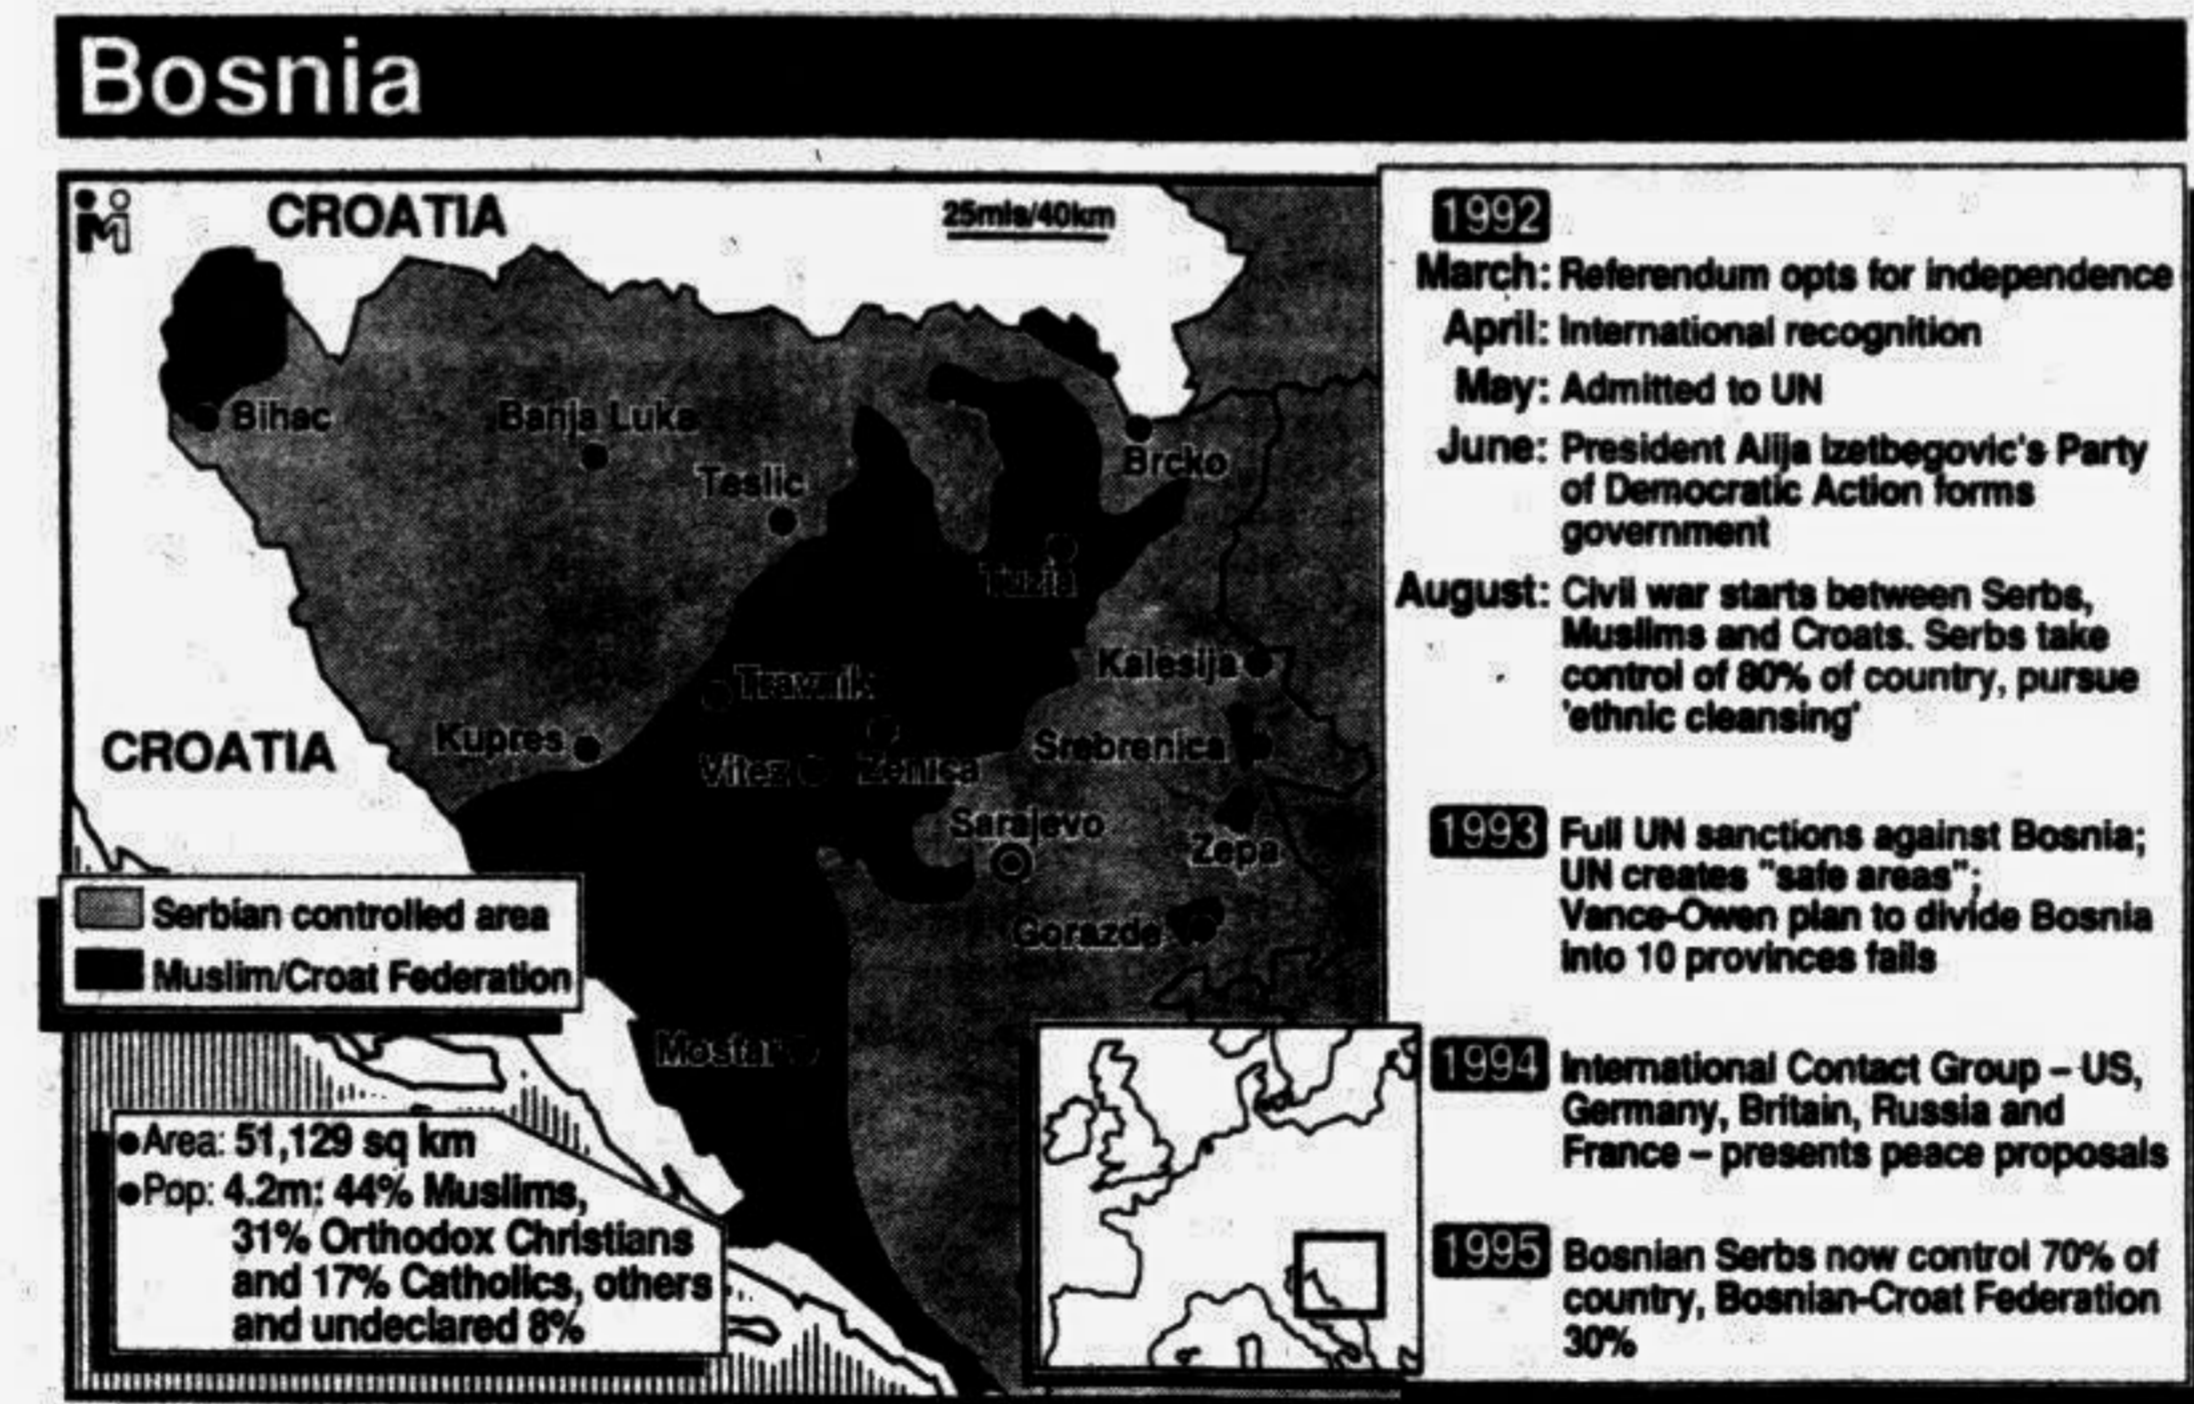 Bosnia
CROATIA
25mls/40km
Bihac
Banja Luka
Teslic
Brcko
Tuzla
Kalesija
Travnik
Kupres
Srebrenica
Vitez
Zenica
CROATIA
Sarajevo
Zepa
Gorazde
Mostar
Serbian controlled area
Muslim/Croat Federation
Area: 51,129 sq km
Pop: 4.2m: 44% Muslims,
31% Orthodox Christians
and 17% Catholics, others
and undeclared 8%
1992
March: Referendum opts for independence
April: International recognition
May: Admitted to UN
June: President Alija Izetbegovic's Party
of Democratic Action forms
government
August: Civil war starts between Serbs,
Muslims and Croats. Serbs take
control of 80% of country, pursue
'ethnic cleansing'
1993 Full UN sanctions against Bosnia;
UN creates "safe areas";
Vance-Owen plan to divide Bosnia
into 10 provinces fails
1994 International Contact Group – US,
Germany, Britain, Russia and
France – presents peace proposals
1995 Bosnian Serbs now control 70% of
country, Bosnian-Croat Federation
30%